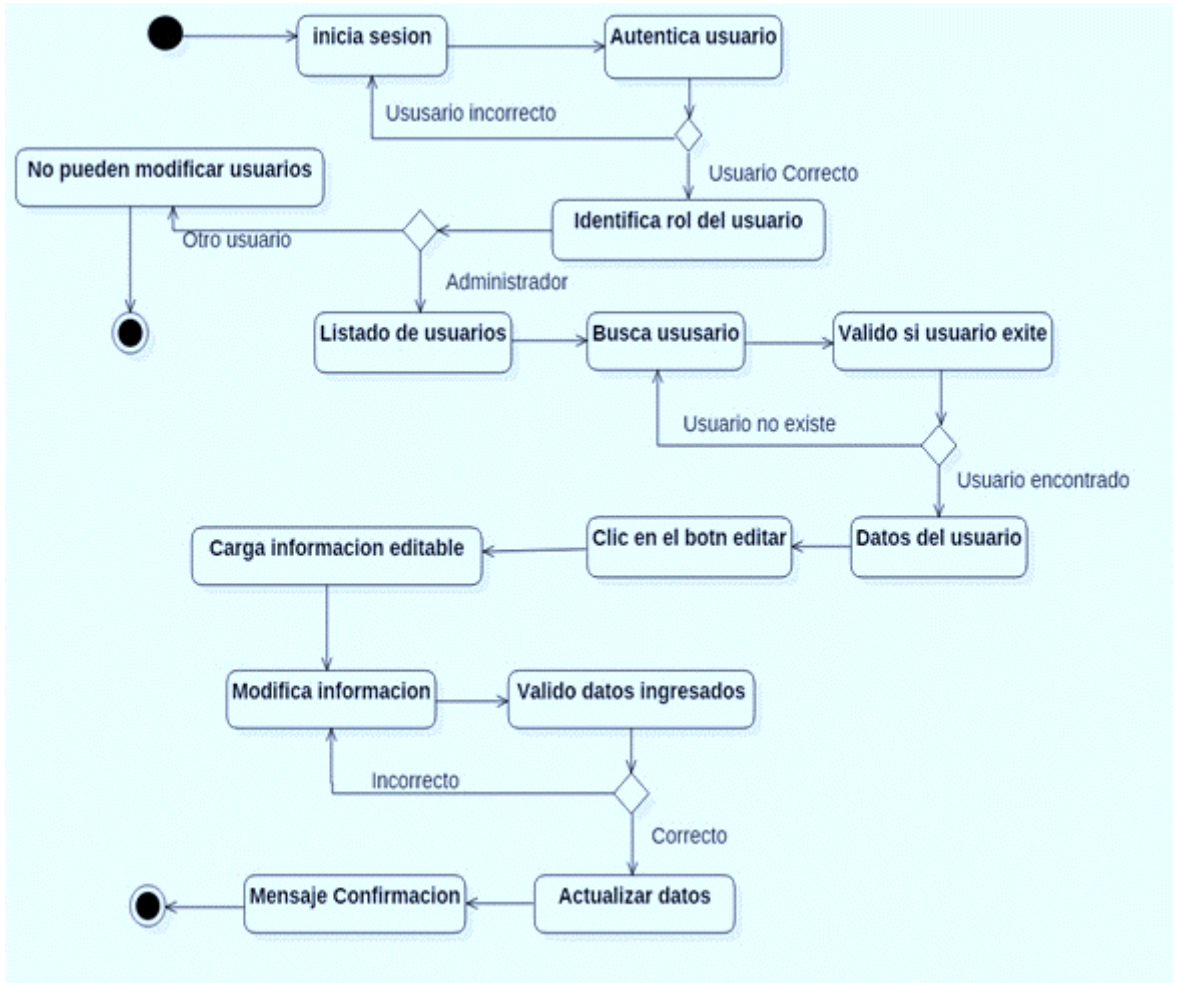 inicia sesion
Autentica usuario
Ususario incorrecto
Usuario Correcto
No pueden modificar usuarios
Identifica rol del usuario
Otro usuario
Administrador
Listado de usuarios
Busca ususario
Valido si usuario exite
Usuario no existe
Usuario encontrado
Datos del usuario
Clic en el botn editar
Carga informacion editable
Modifica informacion
Valido datos ingresados
Incorrecto
Correcto
Actualizar datos
Mensaje Confirmacion